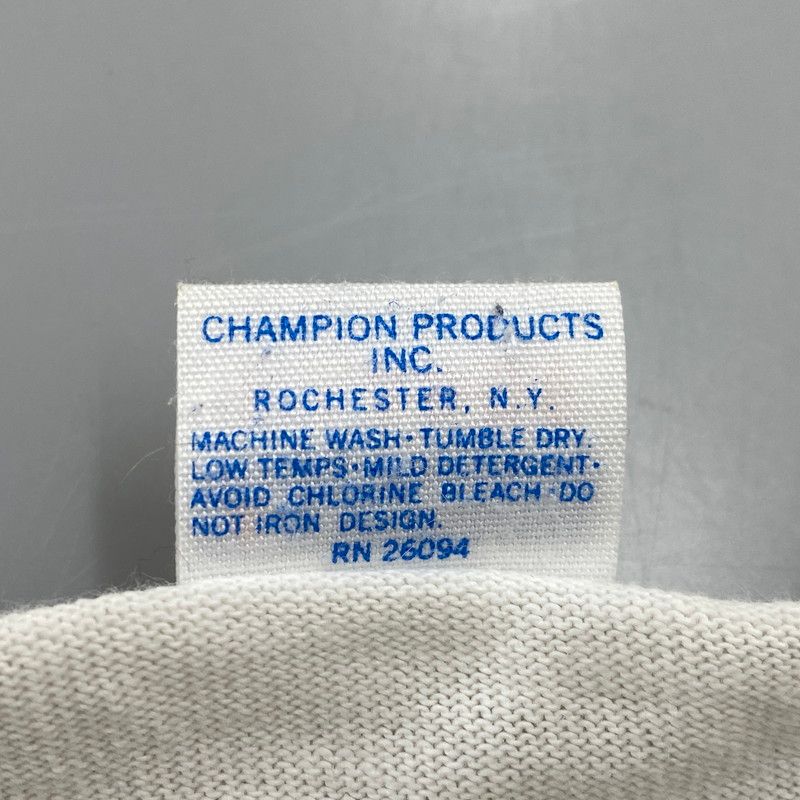 CHAMPION PRODUCTS
INC.
ROCHESTER, N.Y.
MACHINE WASH·TUMBLE DRY.
LOW TEMPS·MILD DETERGENT·
AVOID CHLORINE BLEACH·DO
NOT IRON DESIGN.
RN 26094